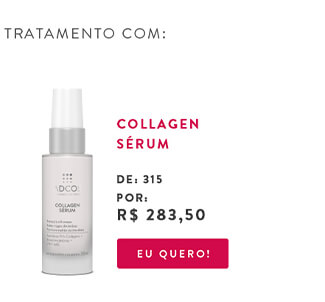 TRATAMENTO COM:
COLLAGEN
SÉRUM
DE: 315
POR:
R$ 283,50
EU QUERO!
ADCOS
COLLAGEN
SÉRUM